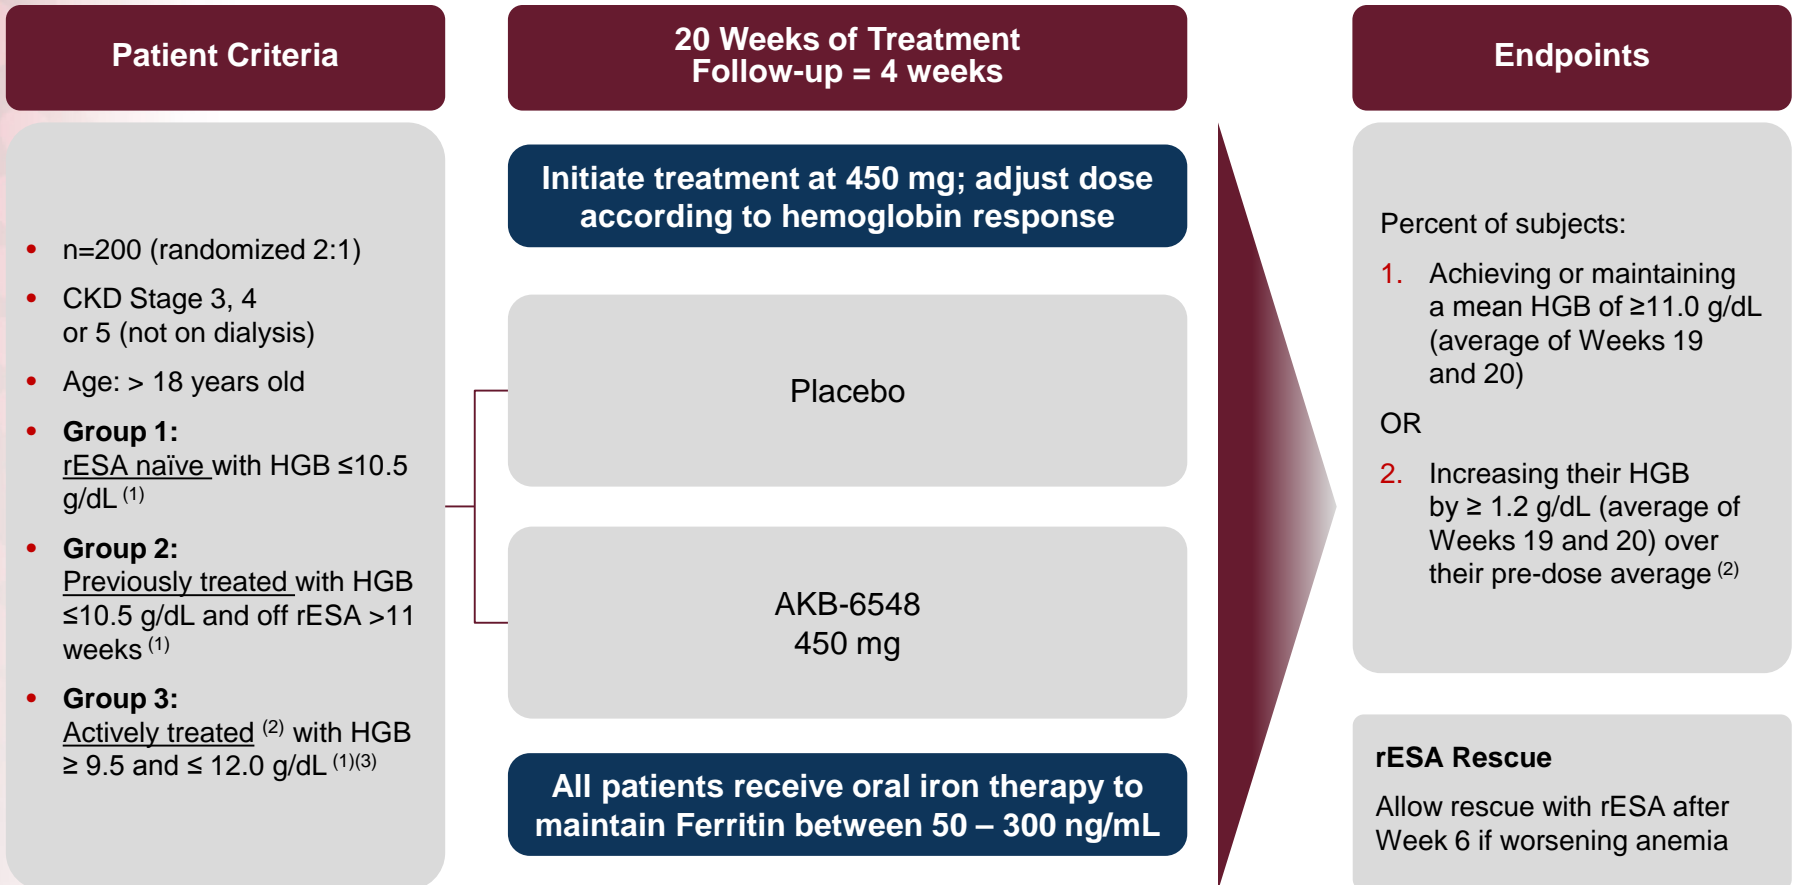 Patient Criteria
• n=200 (randomized 2:1)
• CKD Stage 3, 4
or 5 (not on dialysis)
• Age: > 18 years old
• Group 1:
rESA naïve with HGB ≤10.5
g/dL (1)
• Group 2:
Previously treated with HGB
≤10.5 g/dL and off rESA >11
weeks (1)
• Group 3:
Actively treated (2) with HGB
≥ 9.5 and ≤ 12.0 g/dL (1)(3)
20 Weeks of Treatment
Follow-up = 4 weeks
Initiate treatment at 450 mg; adjust dose
according to hemoglobin response
Placebo
AKB-6548
450 mg
All patients receive oral iron therapy to
maintain Ferritin between 50 – 300 ng/mL
Endpoints
Percent of subjects:
1. Achieving or maintaining
a mean HGB of ≥11.0 g/dL
(average of Weeks 19
and 20)
OR
2. Increasing their HGB
by ≥ 1.2 g/dL (average of
Weeks 19 and 20) over
their pre-dose average (2)
rESA Rescue
Allow rescue with rESA after
Week 6 if worsening anemia